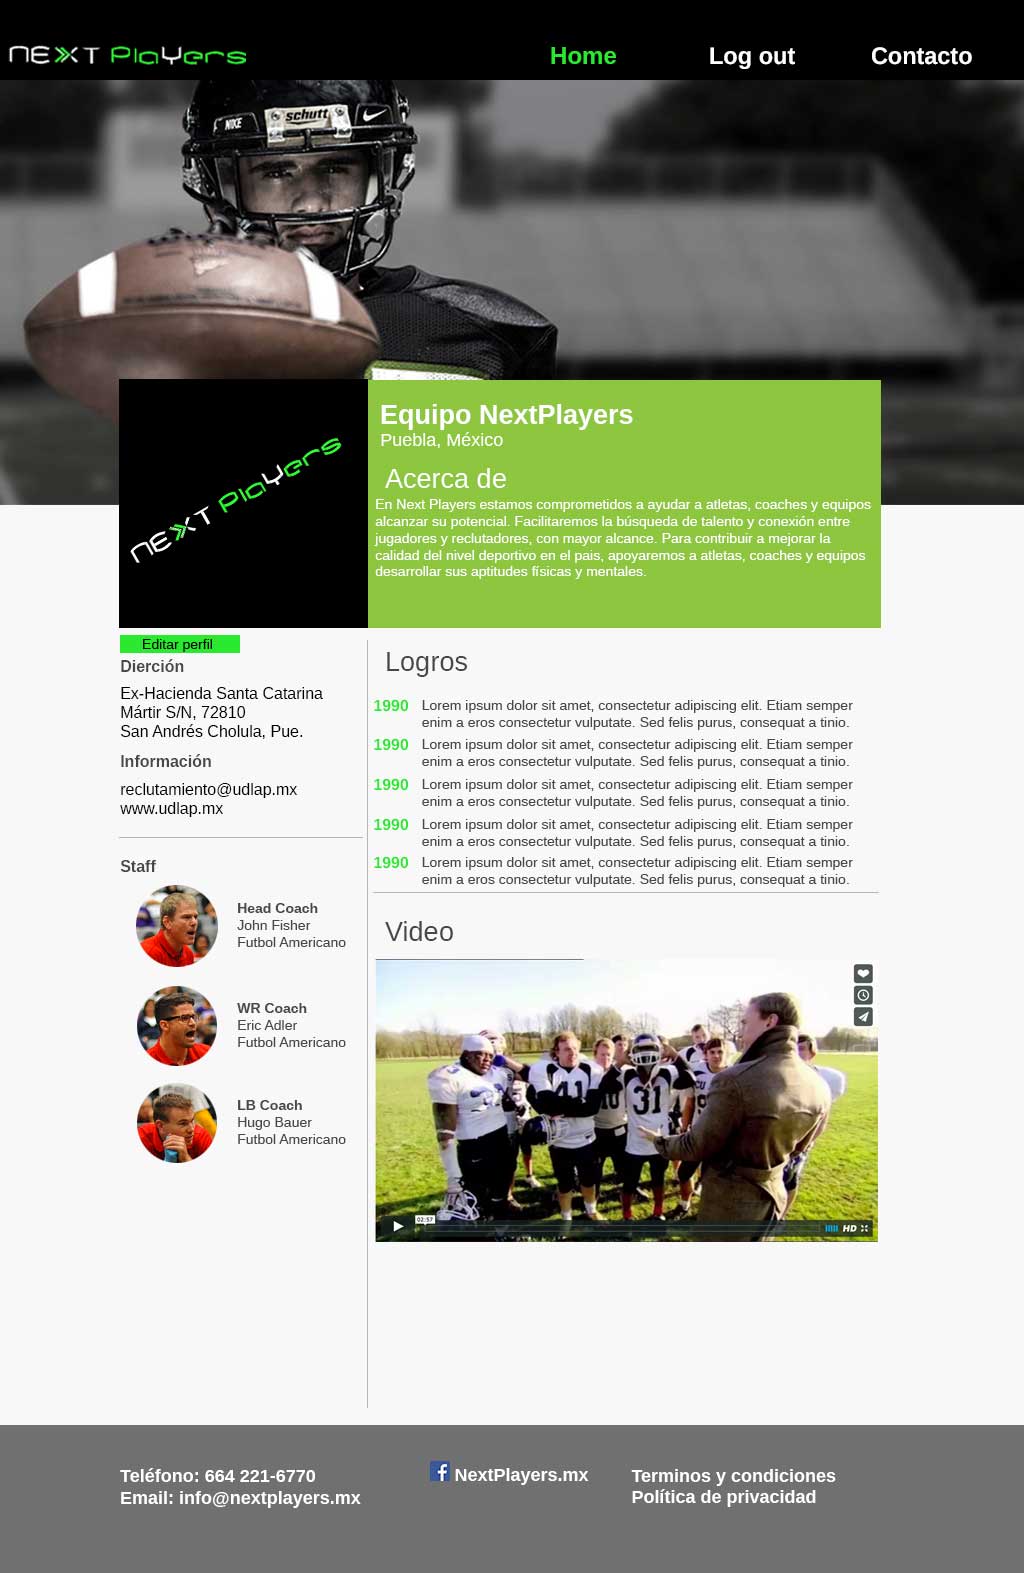 NEXT PlaYers
Home
Log out
Contacto
NIKE
schutt
NEXT PlaYers
Equipo NextPlayers
Puebla, México
Acerca de
En Next Players estamos comprometidos a ayudar a atletas, coaches y equipos
alcanzar su potencial. Facilitaremos la búsqueda de talento y conexión entre
jugadores y reclutadores, con mayor alcance. Para contribuir a mejorar la
calidad del nivel deportivo en el pais, apoyaremos a atletas, coaches y equipos
desarrollar sus aptitudes físicas y mentales.
Editar perfil
Dierción
Ex-Hacienda Santa Catarina
Mártir S/N, 72810
San Andrés Cholula, Pue.
Información
reclutamiento@udlap.mx
www.udlap.mx
Staff
Head Coach
John Fisher
Futbol Americano
WR Coach
Eric Adler
Futbol Americano
LB Coach
Hugo Bauer
Futbol Americano
Logros
1990 Lorem ipsum dolor sit amet, consectetur adipiscing elit. Etiam semper
enim a eros consectetur vulputate. Sed felis purus, consequat a tinio.
1990 Lorem ipsum dolor sit amet, consectetur adipiscing elit. Etiam semper
enim a eros consectetur vulputate. Sed felis purus, consequat a tinio.
1990 Lorem ipsum dolor sit amet, consectetur adipiscing elit. Etiam semper
enim a eros consectetur vulputate. Sed felis purus, consequat a tinio.
1990 Lorem ipsum dolor sit amet, consectetur adipiscing elit. Etiam semper
enim a eros consectetur vulputate. Sed felis purus, consequat a tinio.
1990 Lorem ipsum dolor sit amet, consectetur adipiscing elit. Etiam semper
enim a eros consectetur vulputate. Sed felis purus, consequat a tinio.
Video
41
31
02:57
HD
Teléfono: 664 221-6770
Email: info@nextplayers.mx
f NextPlayers.mx
Terminos y condiciones
Política de privacidad